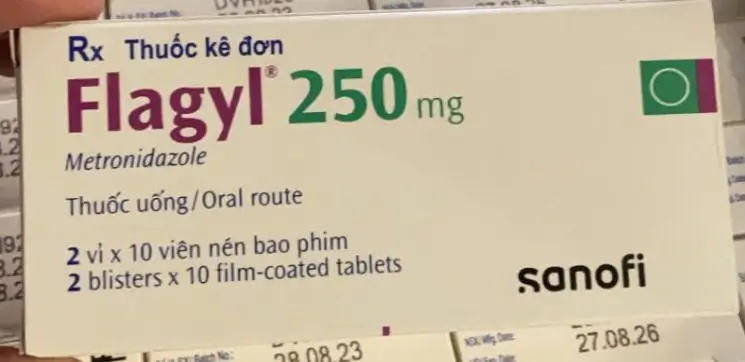 Rx Thuốc kê đơn
Flagyl® 250 mg
Metronidazole
Thuốc uống/Oral route
2 vỉ x 10 viên nén bao phim
2 blisters x 10 film-coated tablets
sanofi
28.08.23
27.08.26